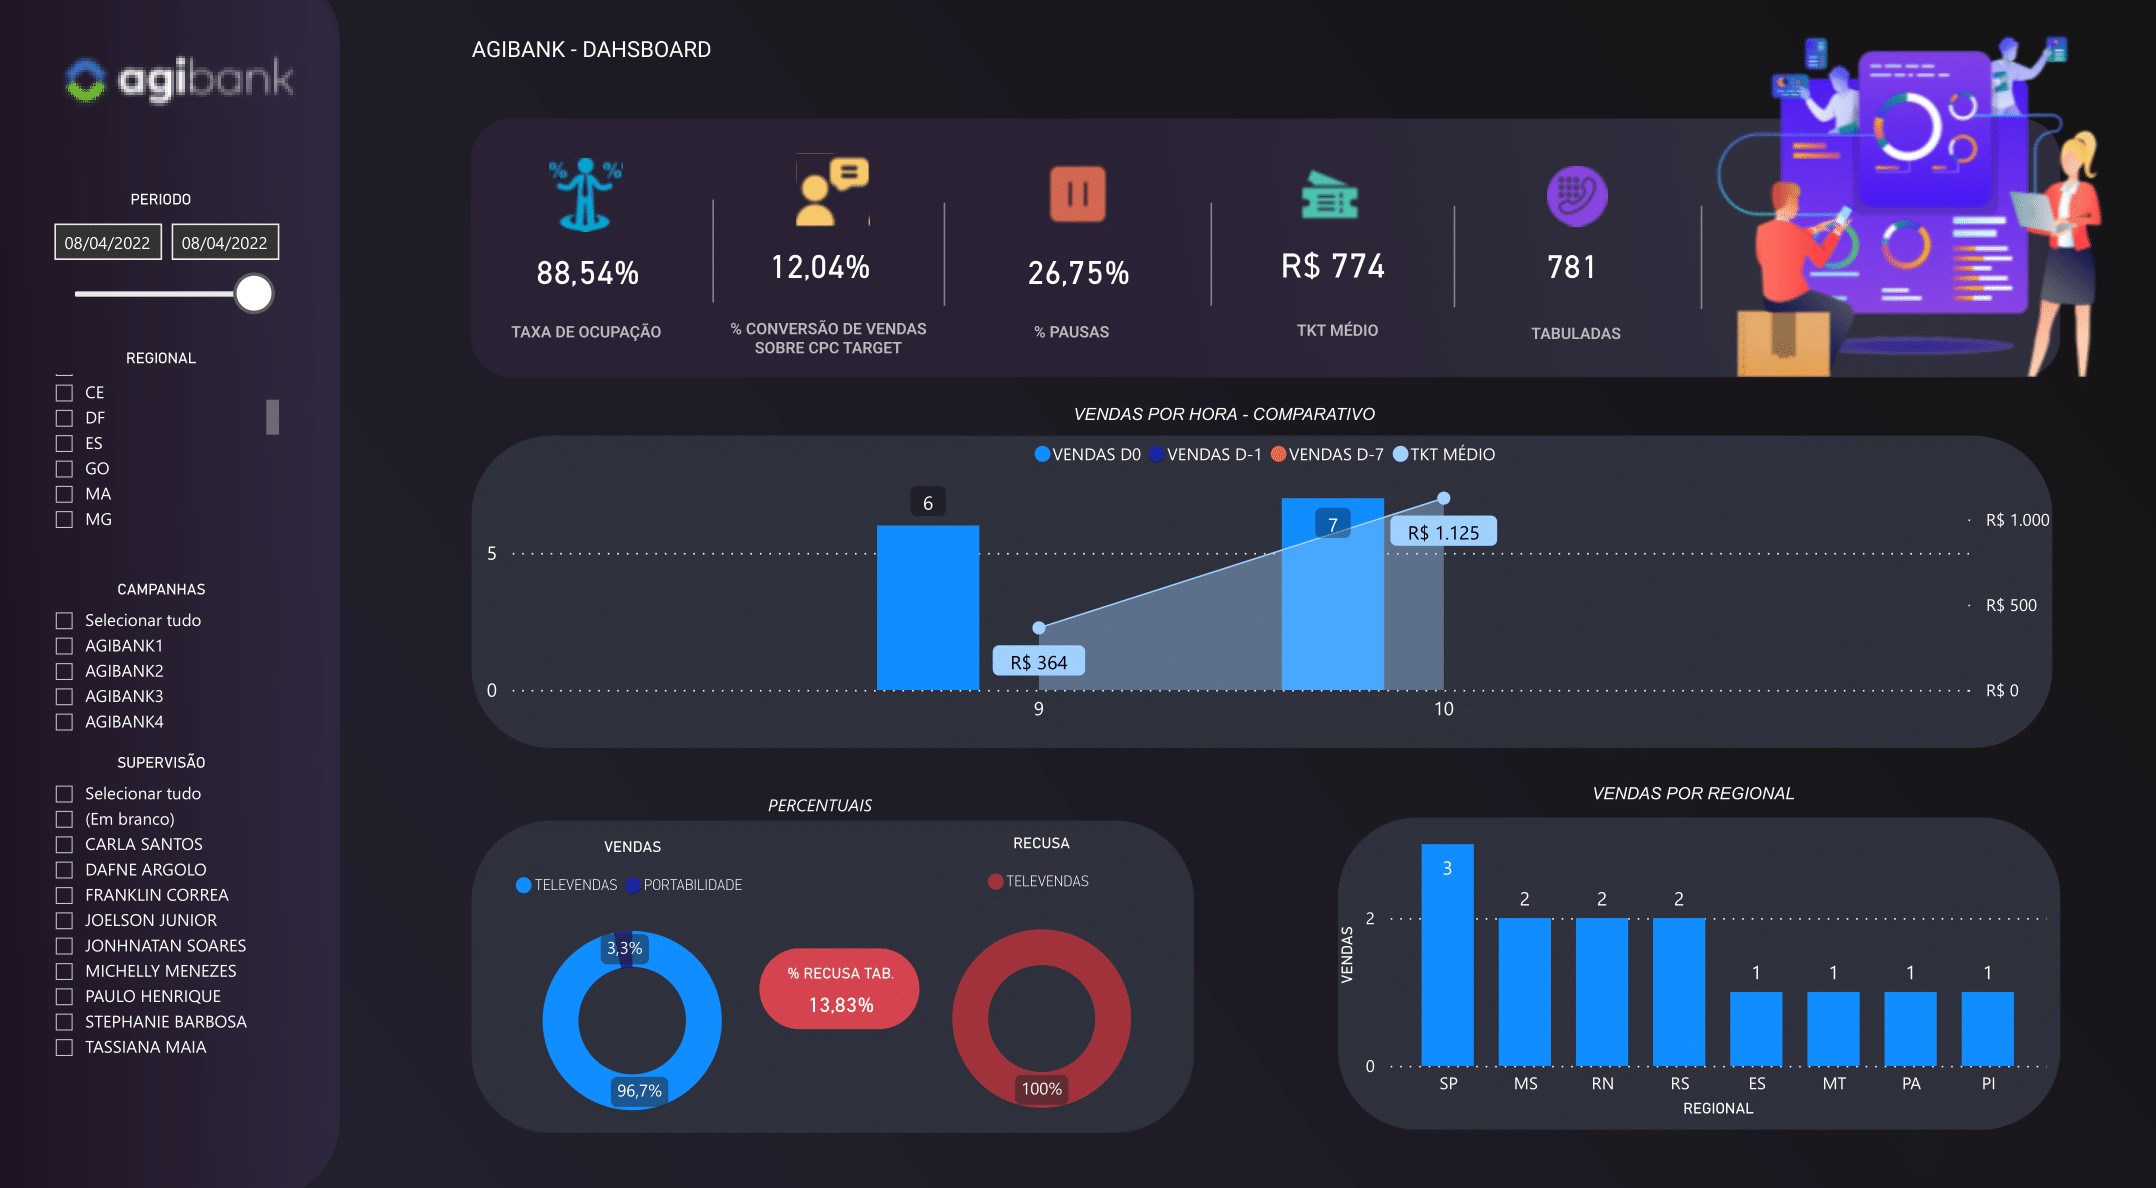 agibank
PERIODO
08/04/2022 08/04/2022
REGIONAL
CE
DF
ES
GO
MA
MG
CAMPANHAS
Selecionar tudo
AGIBANK1
AGIBANK2
AGIBANK3
AGIBANK4
SUPERVISÃO
Selecionar tudo
(Em branco)
CARLA SANTOS
DAFNE ARGOLO
FRANKLIN CORREA
JOELSON JUNIOR
JONHNATAN SOARES
MICHELLY MENEZES
PAULO HENRIQUE
STEPHANIE BARBOSA
TASSIANA MAIA
AGIBANK - DAHSBOARD
% %
88,54%
TAXA DE OCUPAÇÃO
12,04%
% CONVERSÃO DE VENDAS
SOBRE CPC TARGET
26,75%
% PAUSAS
R$ 774
TKT MÉDIO
781
TABULADAS
VENDAS POR HORA - COMPARATIVO
VENDAS D0 VENDAS D-1 VENDAS D-7 TKT MÉDIO
6
7
R$ 1.125
R$ 1.000
5
R$ 500
R$ 364
0
R$ 0
9 10
PERCENTUAIS
VENDAS
TELEVENDAS PORTABILIDADE
3,3%
96,7%
% RECUSA TAB.
13,83%
RECUSA
TELEVENDAS
100%
VENDAS POR REGIONAL
VENDAS
3 2 2 2 1 1 1 1
2
0
SP MS RN RS ES MT PA PI
REGIONAL